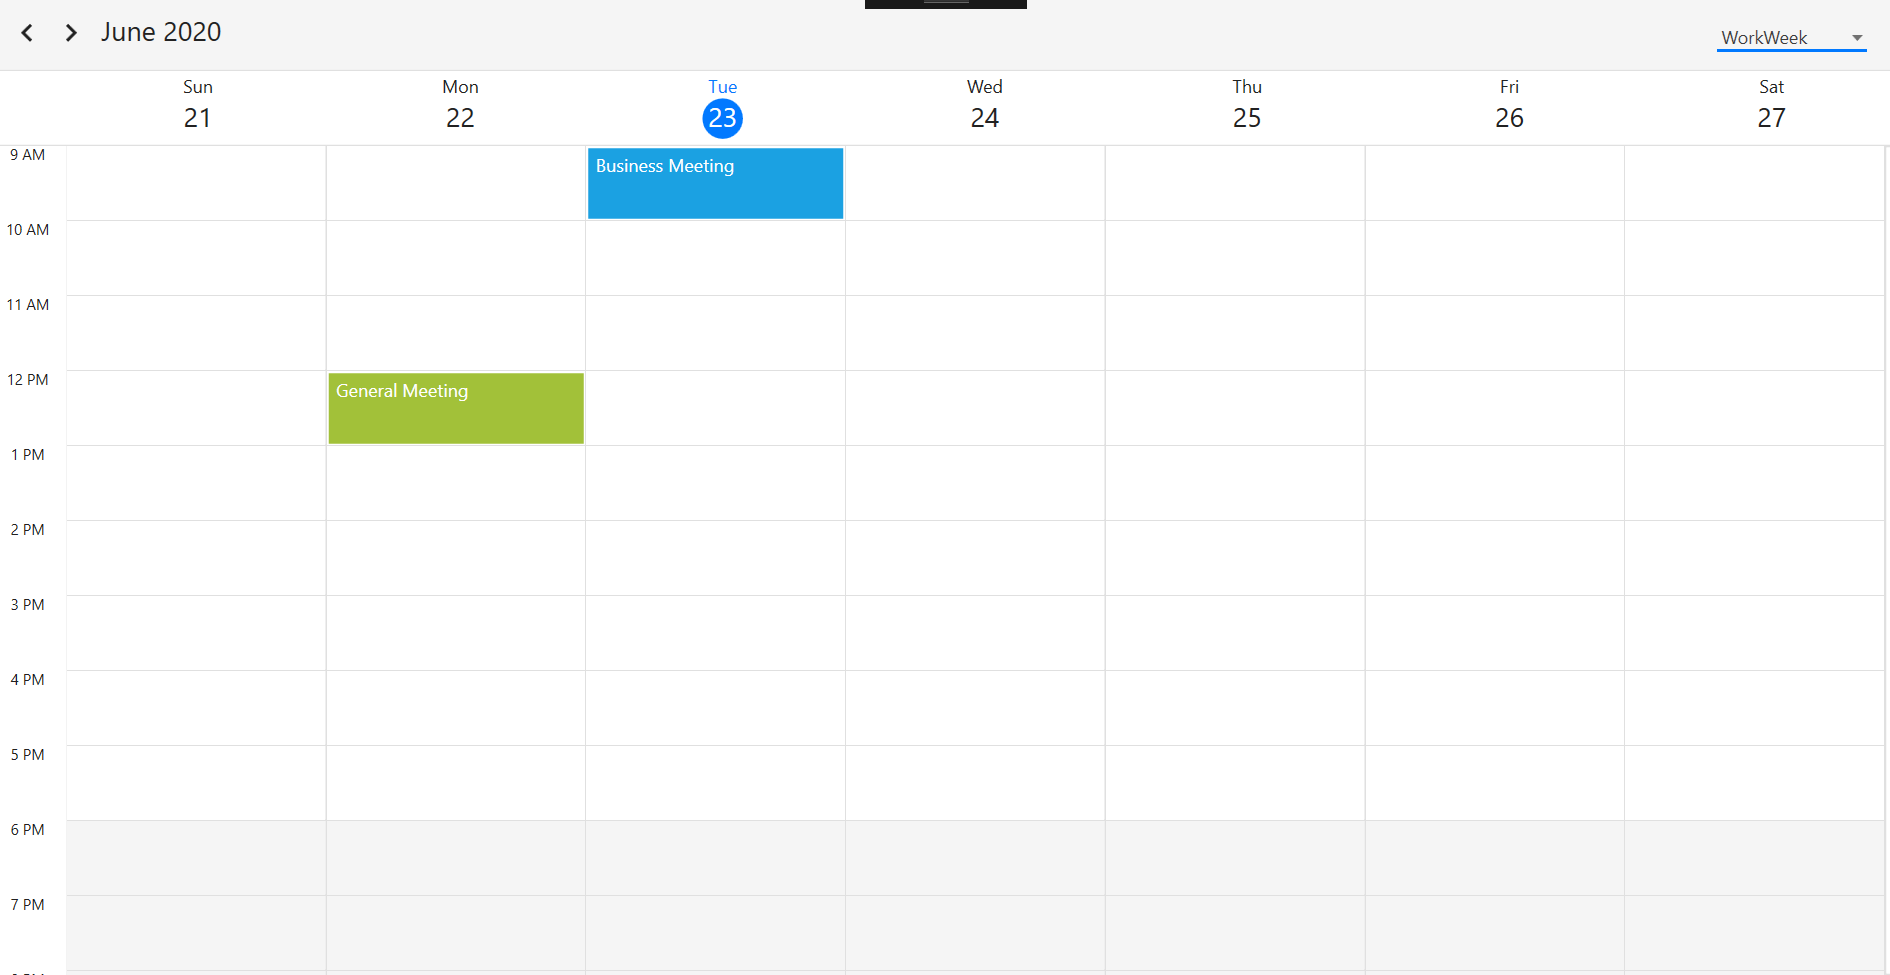 June 2020
WorkWeek
Sun Mon Tue Wed Thu Fri Sat
21 22 23 24 25 26 27
9 AM
Business Meeting
10 AM
11 AM
12 PM
General Meeting
1 PM
2 PM
3 PM
4 PM
5 PM
6 PM
7 PM